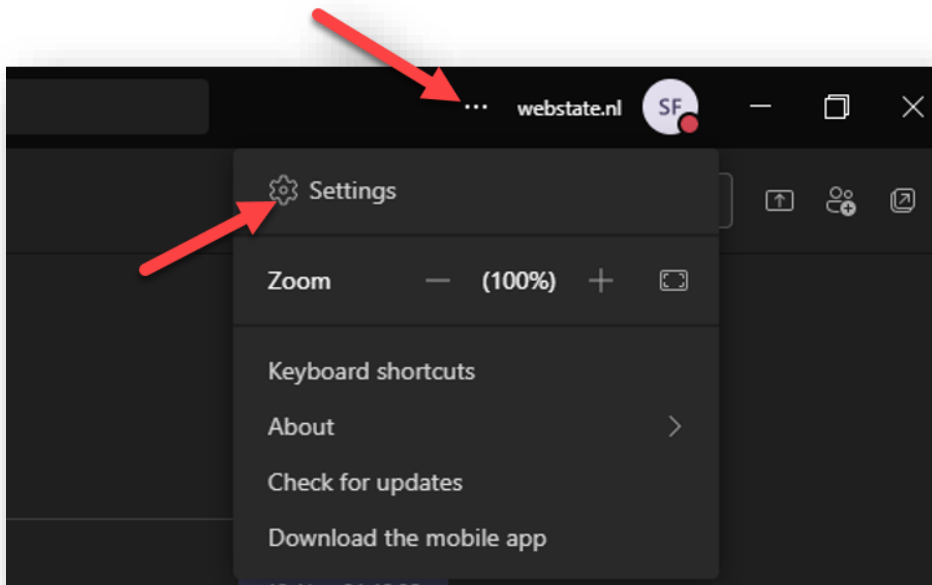 ... webstate.nl SF
Settings
Zoom — (100%) +
Keyboard shortcuts
About
Check for updates
Download the mobile app